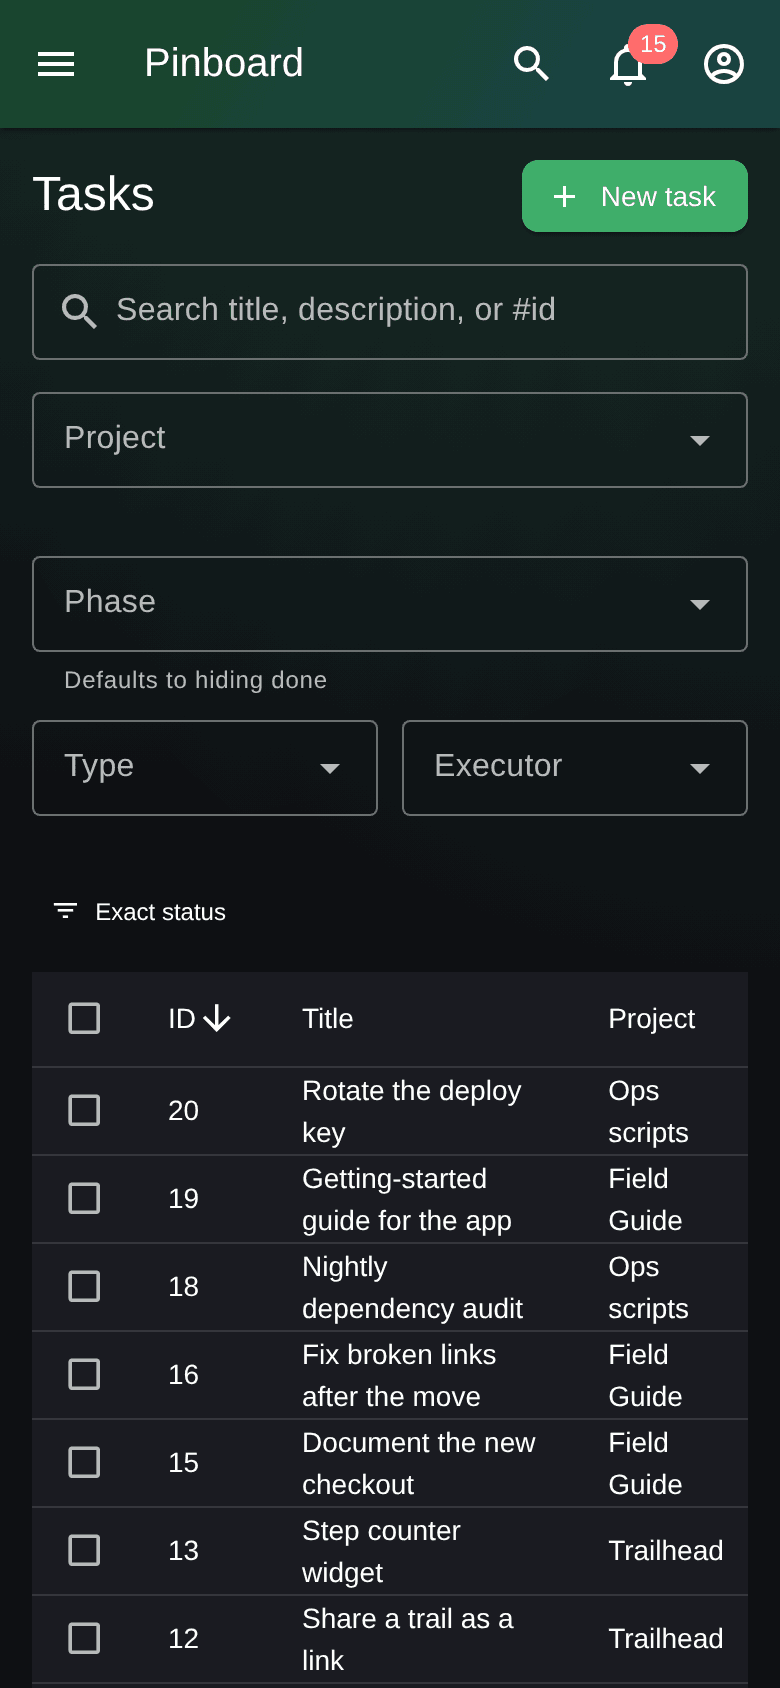 Pinboard
15
Tasks
New task
Search title, description, or #id
Project
Phase
Defaults to hiding done
Type Executor
Exact status
ID Title Project
20 Rotate the deploy key Ops scripts
19 Getting-started guide for the app Field Guide
18 Nightly dependency audit Ops scripts
16 Fix broken links after the move Field Guide
15 Document the new checkout Field Guide
13 Step counter widget Trailhead
12 Share a trail as a link Trailhead